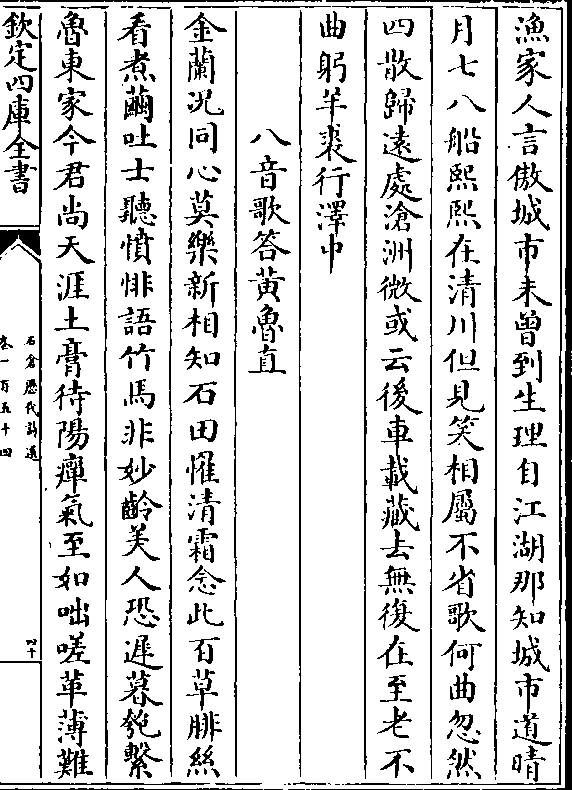 漁家人言傲城市未曽到生理自江湖那知城市道晴
月七八船熙熙在清川但見笑相屬不省歌何曲忽然
四散歸遠處滄洲微或云後車載藏去無復在至老不
曲躬羊裘行澤中
八音歌答黄魯直
金蘭况同心莫樂新相知石田惟清霜念此百草腓絲
看煮繭吐士聽憤悱語竹馬非妙齡美人恐遲暮匏繫
魯東家今君尚天涯土膏待陽癉氣至如咄嗟革薄難
欽定四庫全書
石倉歷代詩選
卷一百五十四
四十